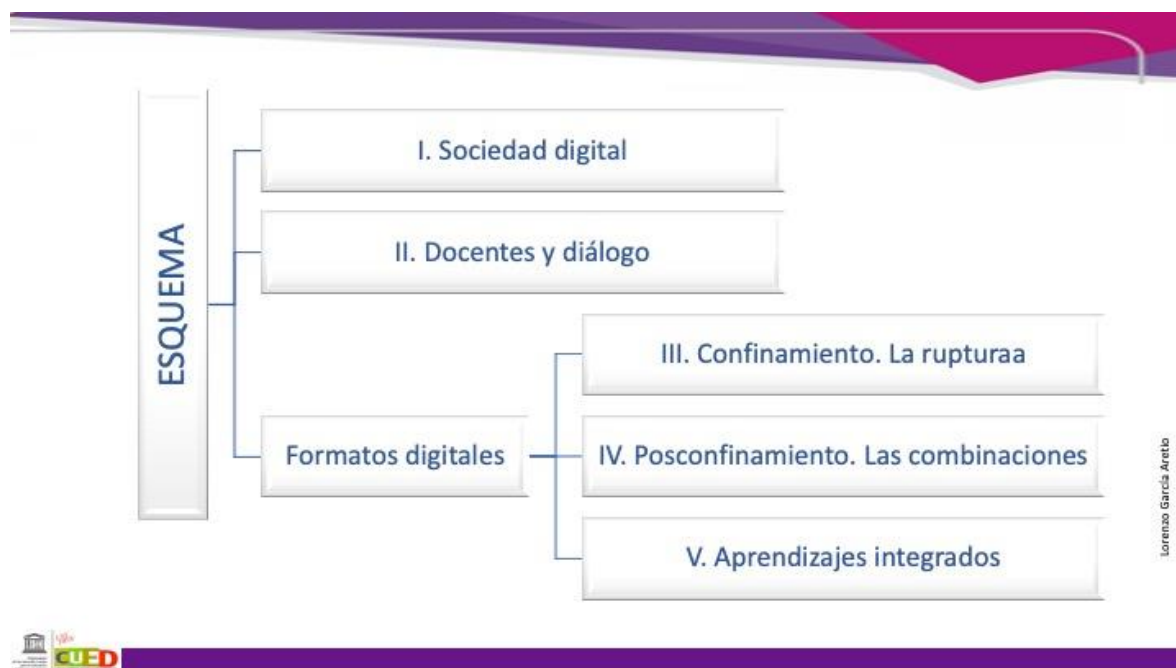 ESQUEMA
I. Sociedad digital
II. Docentes y diálogo
Formatos digitales
III. Confinamiento. La rupturaa
IV. Posconfinamiento. Las combinaciones
V. Aprendizajes integrados
Lorenzo García Aretio
CUED